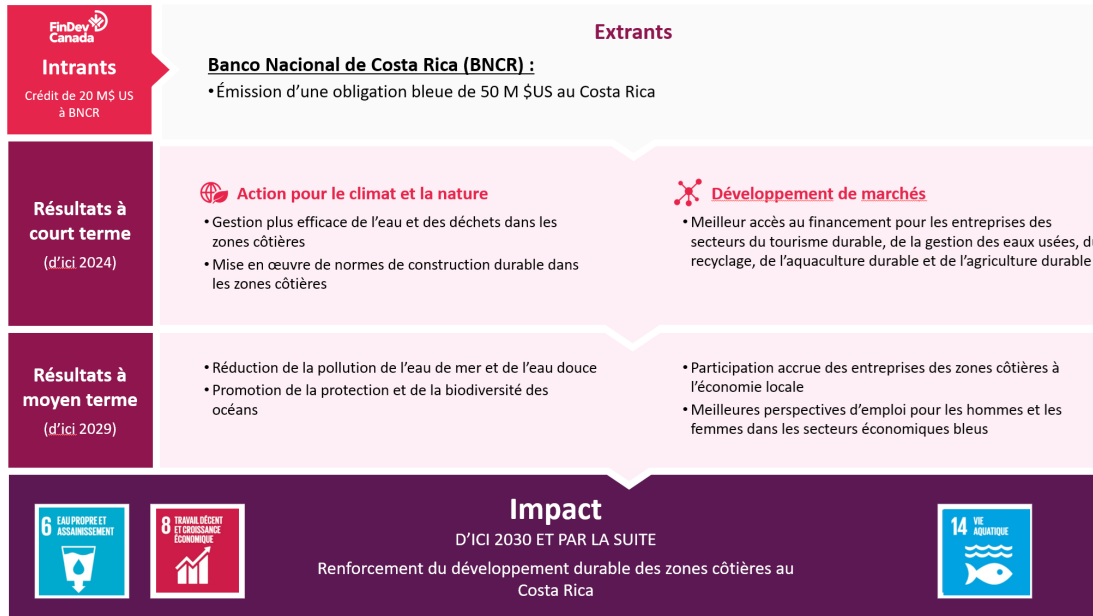 FinDev
Canada
Intrants
Crédit de 20 M$ US
à BNCR
Extrants
Banco Nacional de Costa Rica (BNCR) :
•Émission d’une obligation bleue de 50 M $US au Costa Rica
Résultats à
court terme
(d’ici 2024)
Action pour le climat et la nature
• Gestion plus efficace de l’eau et des déchets dans les
zones côtières
• Mise en œuvre de normes de construction durable dans
les zones côtières
Développement de marchés
• Meilleur accès au financement pour les entreprises des
secteurs du tourisme durable, de la gestion des eaux usées, du
recyclage, de l’aquaculture durable et de l’agriculture durable
Résultats à
moyen terme
(d’ici 2029)
• Réduction de la pollution de l’eau de mer et de l’eau douce
• Promotion de la protection et de la biodiversité des
océans
• Participation accrue des entreprises des zones côtières à
l’économie locale
• Meilleures perspectives d’emploi pour les hommes et les
femmes dans les secteurs économiques bleus
6 EAU PROPRE ET
ASSAINISSEMENT
8 TRAVAIL DÉCENT
ET CROISSANCE
ÉCONOMIQUE
Impact
D’ICI 2030 ET PAR LA SUITE
Renforcement du développement durable des zones côtières au
Costa Rica
14 VIE
AQUATIQUE